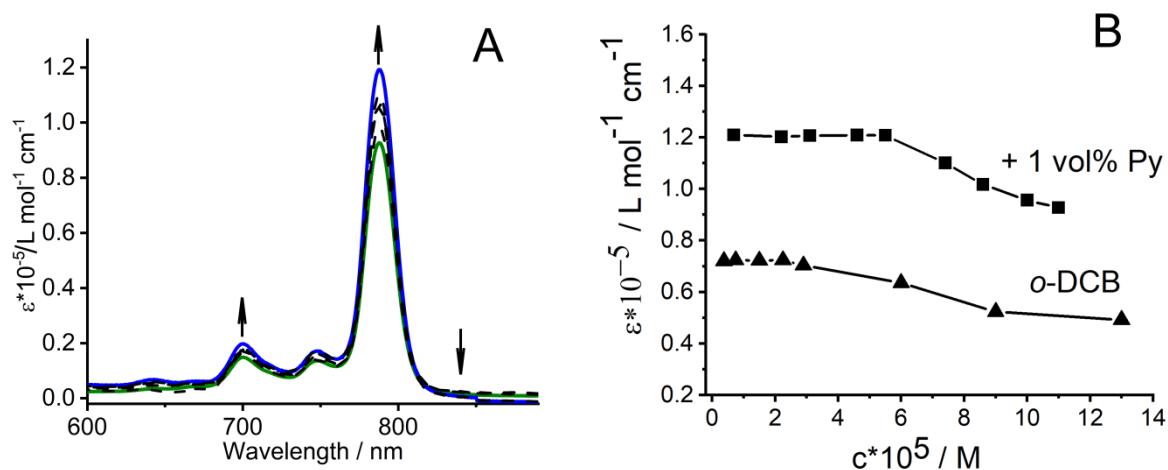 A
ε*10⁻⁵/L mol⁻¹ cm⁻¹
1.2
1.0
0.8
0.6
0.4
0.2
0.0
600
700
800
Wavelength / nm
B
ε*10⁻⁵ / L mol⁻¹ cm⁻¹
1.6
1.4
1.2
1.0
0.8
0.6
0.4
0.2
+ 1 vol% Py
o-DCB
0 2 4 6 8 10 12 14
c*10⁵ / M